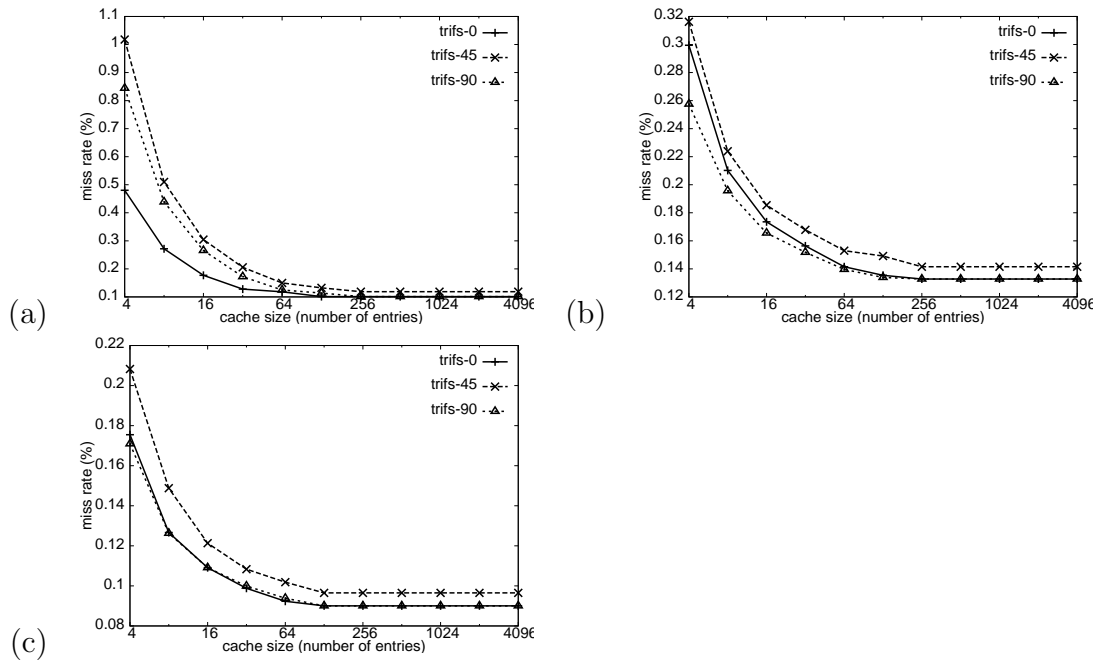 1.1
1
0.9
0.8
0.7
0.6
0.5
0.4
0.3
0.2
0.1
miss rate (%)
trifs-0
trifs-45
trifs-90
4 16 64 256 1024 4096
cache size (number of entries)
(a)
0.32
0.3
0.28
0.26
0.24
0.22
0.2
0.18
0.16
0.14
0.12
miss rate (%)
trifs-0
trifs-45
trifs-90
4 16 64 256 1024 4096
cache size (number of entries)
(b)
0.22
0.2
0.18
0.16
0.14
0.12
0.1
0.08
miss rate (%)
trifs-0
trifs-45
trifs-90
4 16 64 256 1024 4096
cache size (number of entries)
(c)